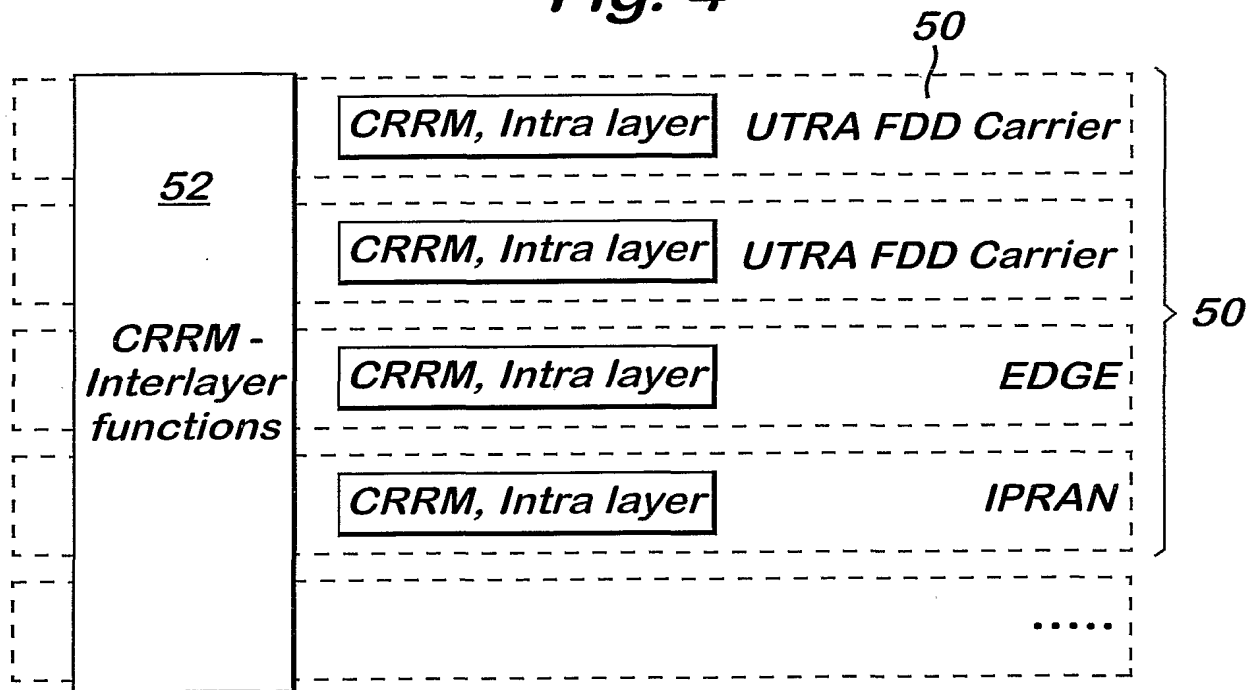 Fig. 4
50
CRRM, Intra layer UTRA FDD Carrier
52
CRRM, Intra layer UTRA FDD Carrier
50
CRRM -
Interlayer
functions
CRRM, Intra layer EDGE
CRRM, Intra layer IPRAN
.....